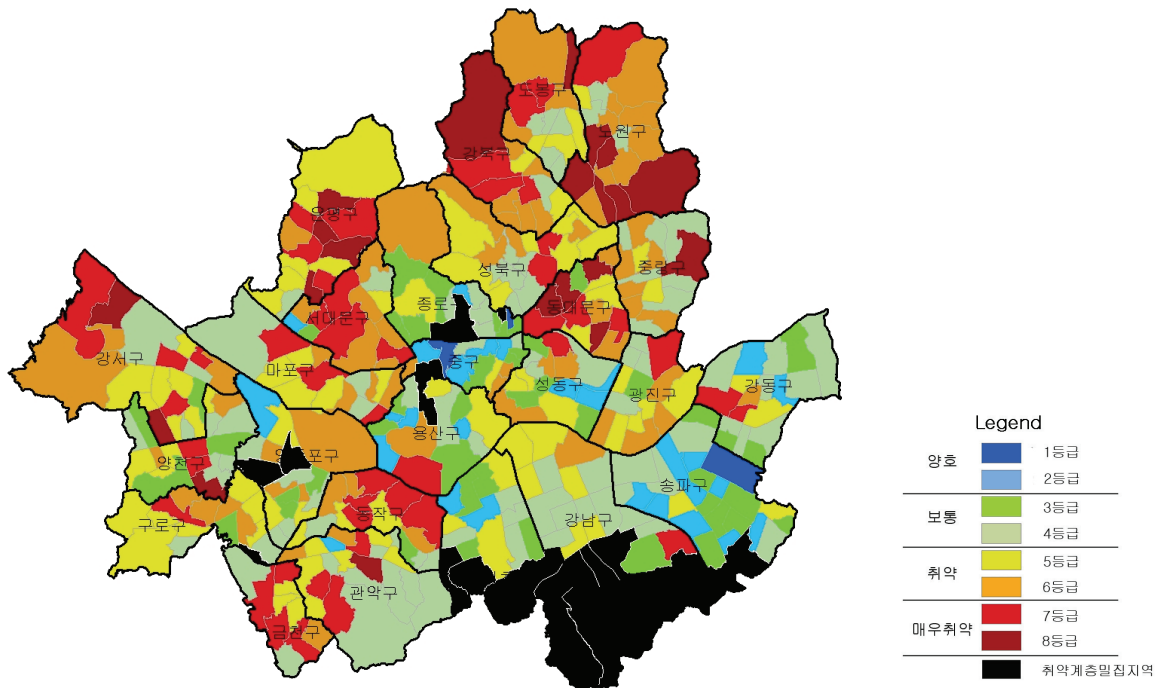 도봉구
노원구
강북구
은평구
성북구
중랑구
종로구
동대문구
서대문구
강서구
중구
마포구
성동구
광진구
강동구
용산구
영등포구
양천구
송파구
동작구
강남구
구로구
관악구
금천구
Legend
양호
1등급
2등급
보통
3등급
4등급
취약
5등급
6등급
매우취약
7등급
8등급
취약계층밀집지역